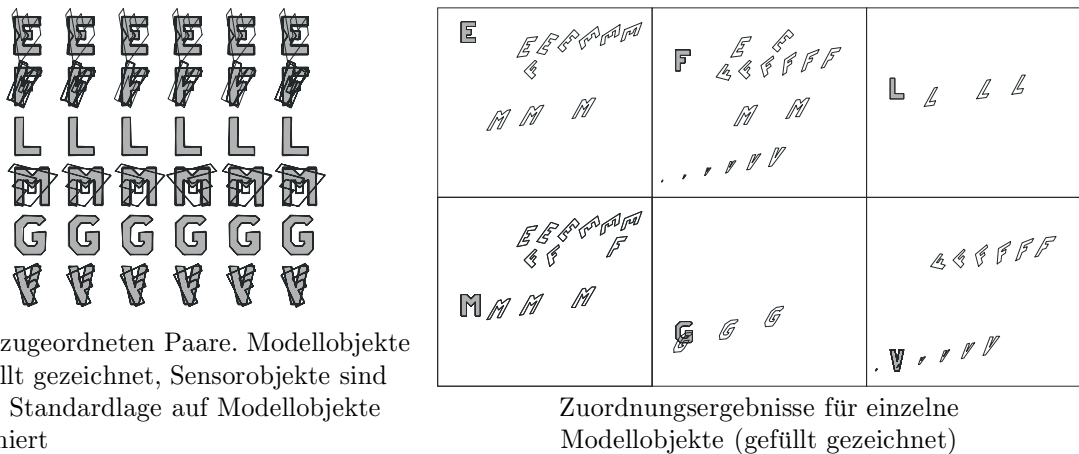 E E E E E E
F F F F F F
L L L L L L
M M M M M M
G G G G G G
V V V V V V
zugeordneten Paare. Modellobjekte
llt gezeichnet, Sensorobjekte sind
Standardlage auf Modellobjekte
niert
E E E E M M M
F
M M M
F E E
F F F F F F
M M
V V V V V
L L L L
E E E E M M M
F F F
M M M M
G G G G
F F F F F F
V V V V V
Zuordnungsergebnisse für einzelne
Modellobjekte (gefüllt gezeichnet)